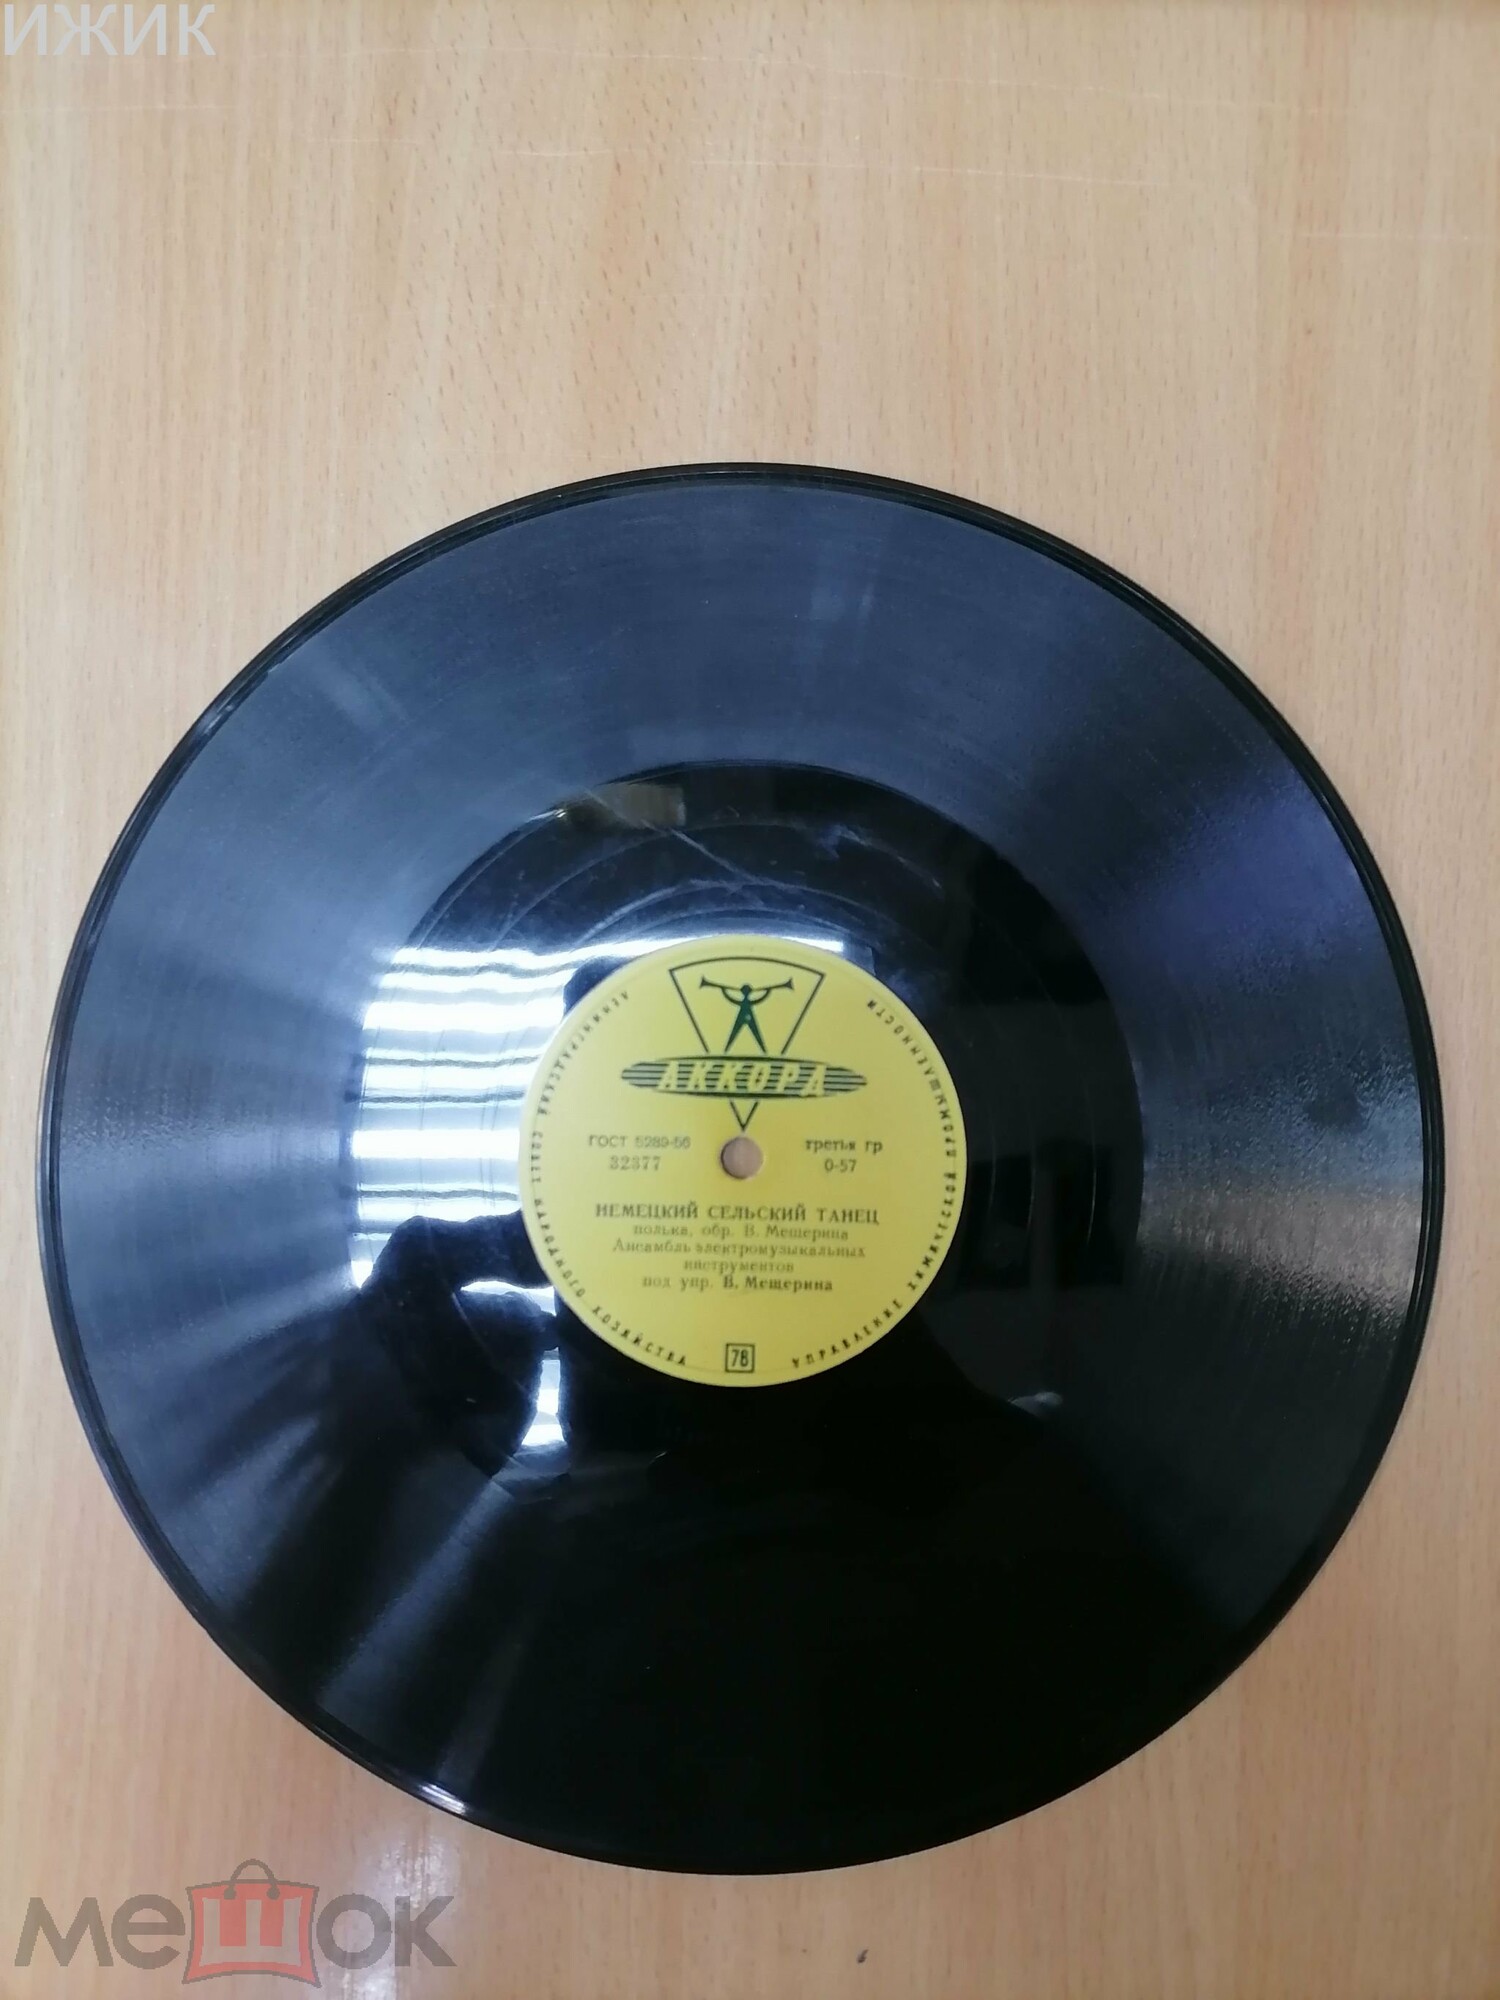 ИЖИК
ЛЕНИНГРАДСКИЙ СОВЕТ НАРОДНОГО ХОЗЯЙСТВА
УПРАВЛЕНИЕ ХИМИЧЕСКОЙ ПРОМЫШЛЕННОСТИ
АККОРД
ГОСТ 5289-56 третья гр
32377 0-57
НЕМЕЦКИЙ СЕЛЬСКИЙ ТАНЕЦ
полька, обр. В. Мещерина
Ансамбль электромузыкальных
инструментов
под упр. В. Мещерина
78
мешок